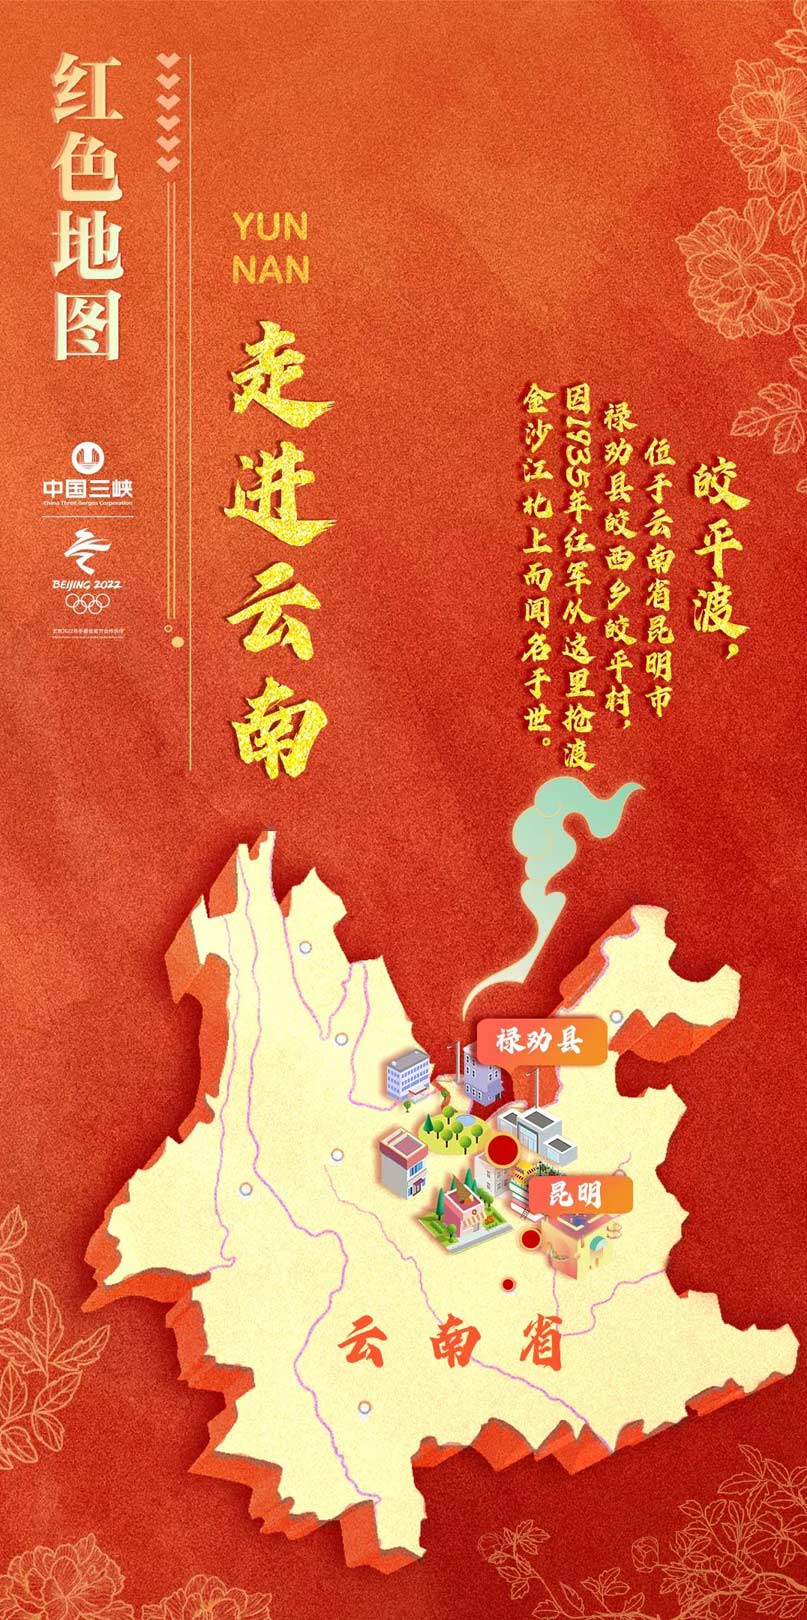 红色地图
中国三峡
China Three Gorges Corporation
BEIJING 2022
YUN
NAN
走进云南
皎平渡，
位于云南省昆明市
禄劝县皎西乡皎平村，
因1935年红军从这里抢渡
金沙江北上而闻名于世。
禄劝县
昆明
云南省